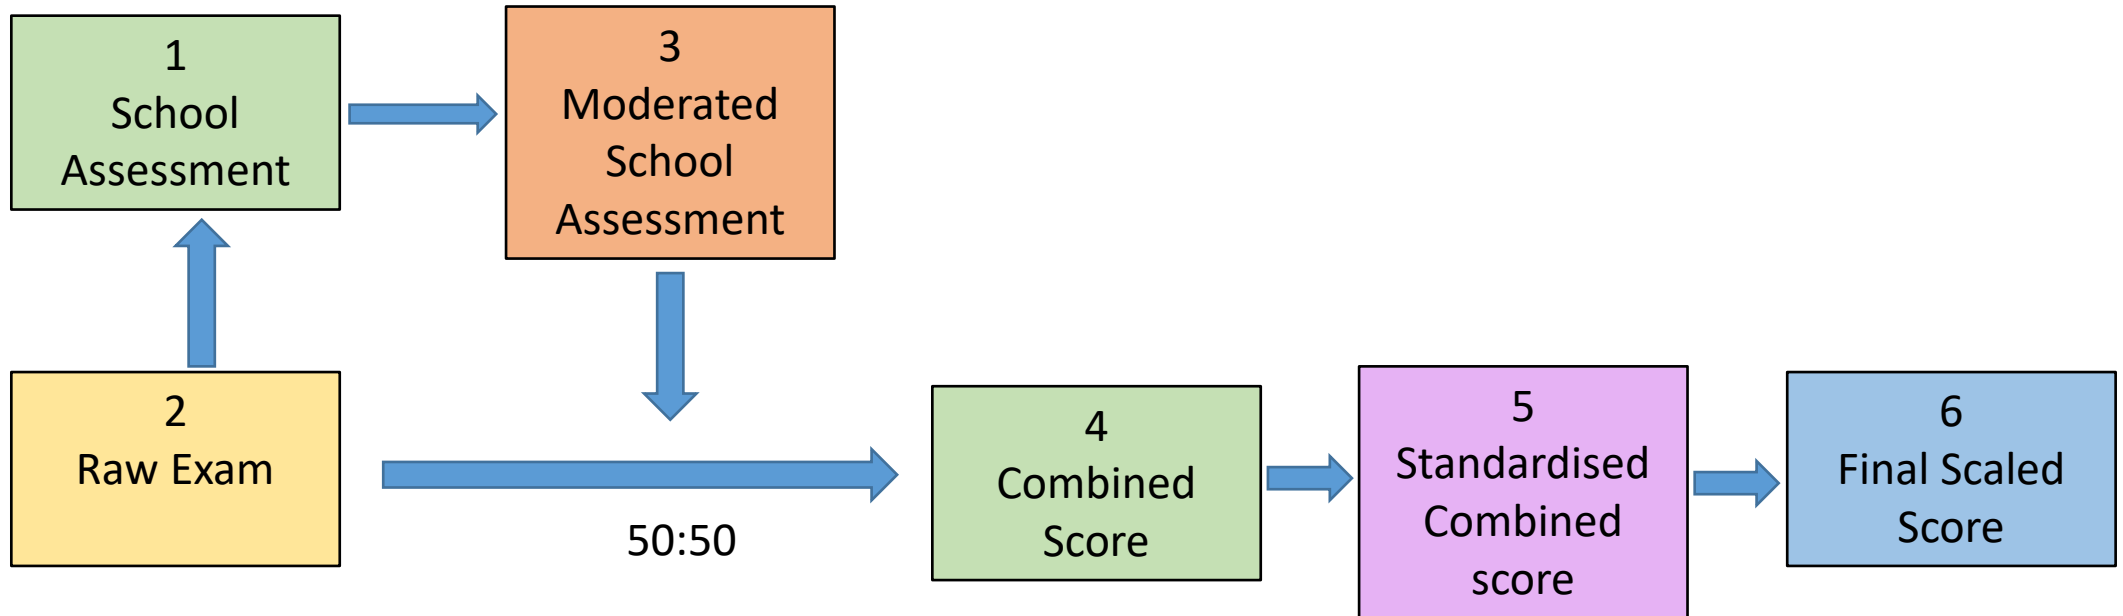 1
School
Assessment
3
Moderated
School
Assessment
2
Raw Exam
50:50
4
Combined
Score
5
Standardised
Combined
score
6
Final Scaled
Score